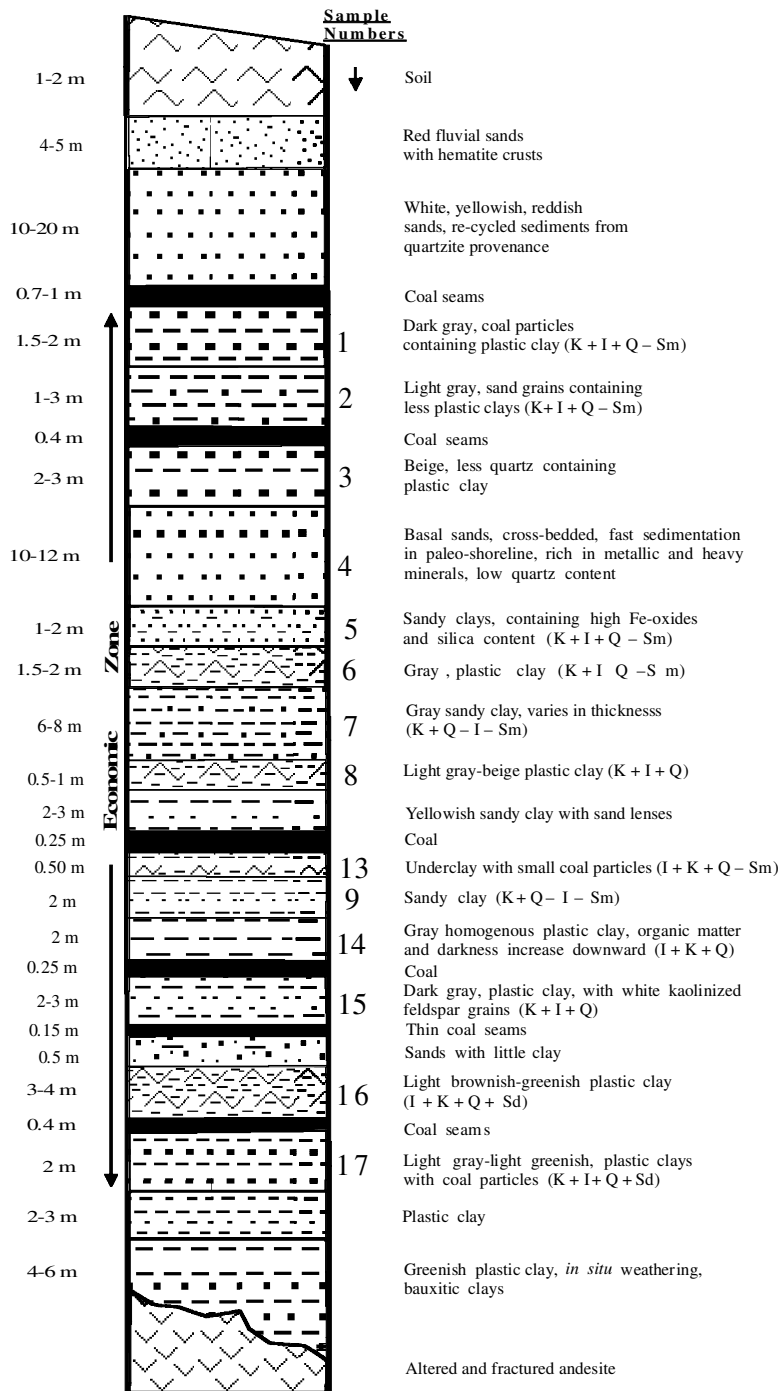 Sample
Numbers
1-2 m
Soil
4-5 m
Red fluvial sands
with hematite crusts
10-20 m
White, yellowish, reddish
sands, re-cycled sediments from
quartzite provenance
0.7-1 m
Coal seams
1.5-2 m
1
Dark gray, coal particles
containing plastic clay (K + I + Q – Sm)
1-3 m
2
Light gray, sand grains containing
less plastic clays (K+ I + Q – Sm)
0.4 m
Coal seams
2-3 m
3
Beige, less quartz containing
plastic clay
10-12 m
4
Basal sands, cross-bedded, fast sedimentation
in paleo-shoreline, rich in metallic and heavy
minerals, low quartz content
1-2 m
5
Sandy clays, containing high Fe-oxides
and silica content (K + I + Q – Sm)
Economic Zone
1.5-2 m
6
Gray , plastic clay (K + I Q –S m)
6-8 m
7
Gray sandy clay, varies in thicknesss
(K + Q – I – Sm)
0.5-1 m
8
Light gray-beige plastic clay (K + I + Q)
2-3 m
Yellowish sandy clay with sand lenses
0.25 m
Coal
0.50 m
13
Underclay with small coal particles (I + K + Q – Sm)
2 m
9
Sandy clay (K + Q – I – Sm)
2 m
14
Gray homogenous plastic clay, organic matter
and darkness increase downward (I + K + Q)
0.25 m
Coal
2-3 m
15
Dark gray, plastic clay, with white kaolinized
feldspar grains (K + I + Q)
0.15 m
Thin coal seams
0.5 m
Sands with little clay
3-4 m
16
Light brownish-greenish plastic clay
(I + K + Q + Sd)
0.4 m
Coal seams
2 m
17
Light gray-light greenish, plastic clays
with coal particles (K + I + Q + Sd)
2-3 m
Plastic clay
4-6 m
Greenish plastic clay, in situ weathering,
bauxitic clays
Altered and fractured andesite